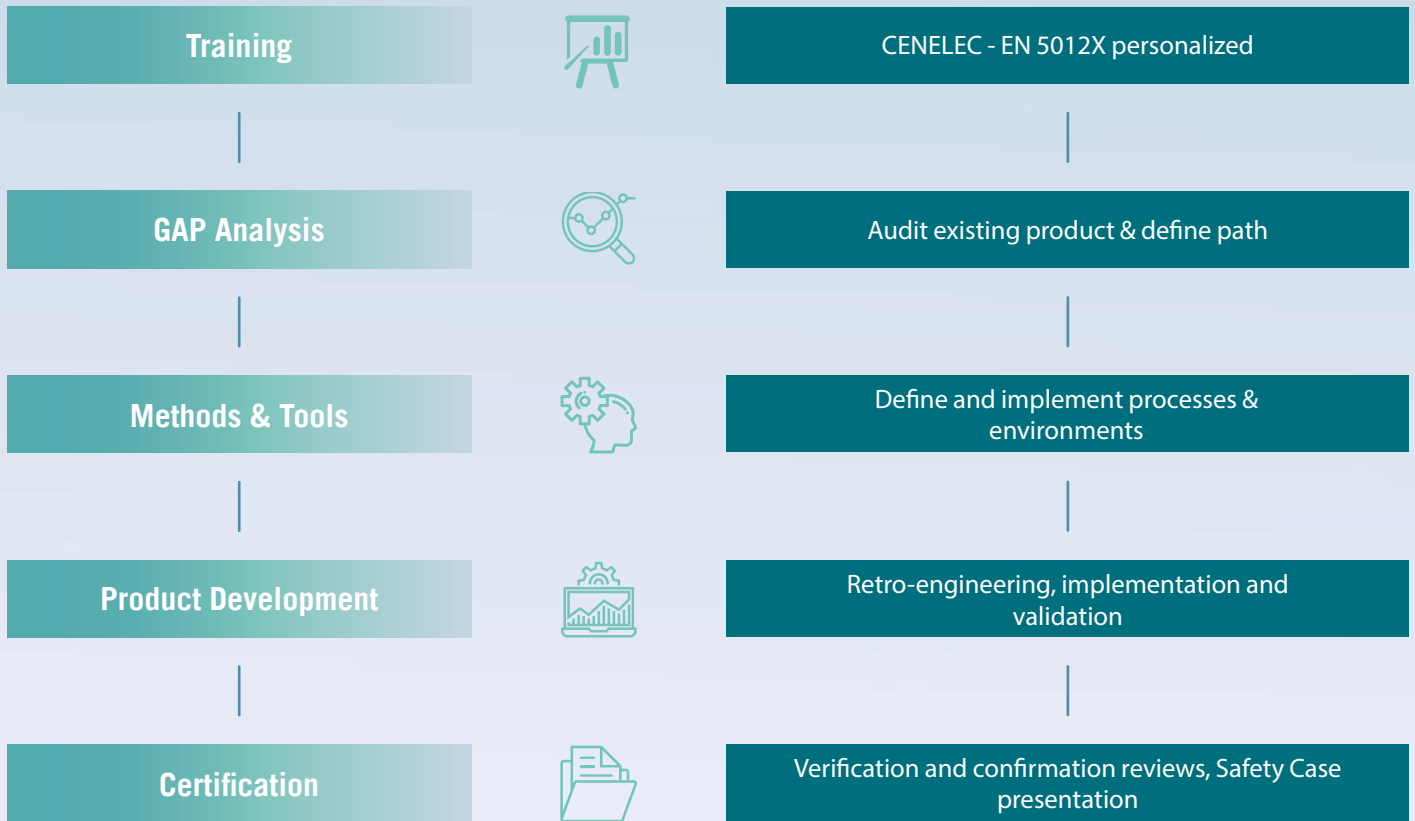 Training
CENELEC - EN 5012X personalized
GAP Analysis
Audit existing product & define path
Methods & Tools
Define and implement processes &
environments
Product Development
Retro-engineering, implementation and
validation
Certification
Verification and confirmation reviews, Safety Case
presentation